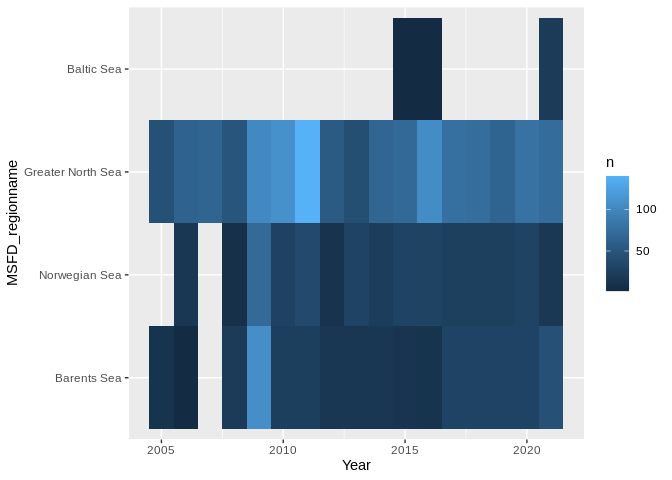 Baltic Sea
Greater North Sea
Norwegian Sea
Barents Sea
MSFD_regionname
2005 2010 2015 2020
Year
n
100
50